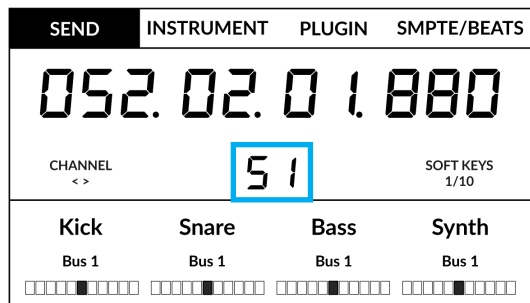 SEND INSTRUMENT PLUGIN SMPTE/BEATS
052. 02. 01. 880
CHANNEL
< >
S1
SOFT KEYS
1/10
Kick Snare Bass Synth
Bus 1 Bus 1 Bus 1 Bus 1